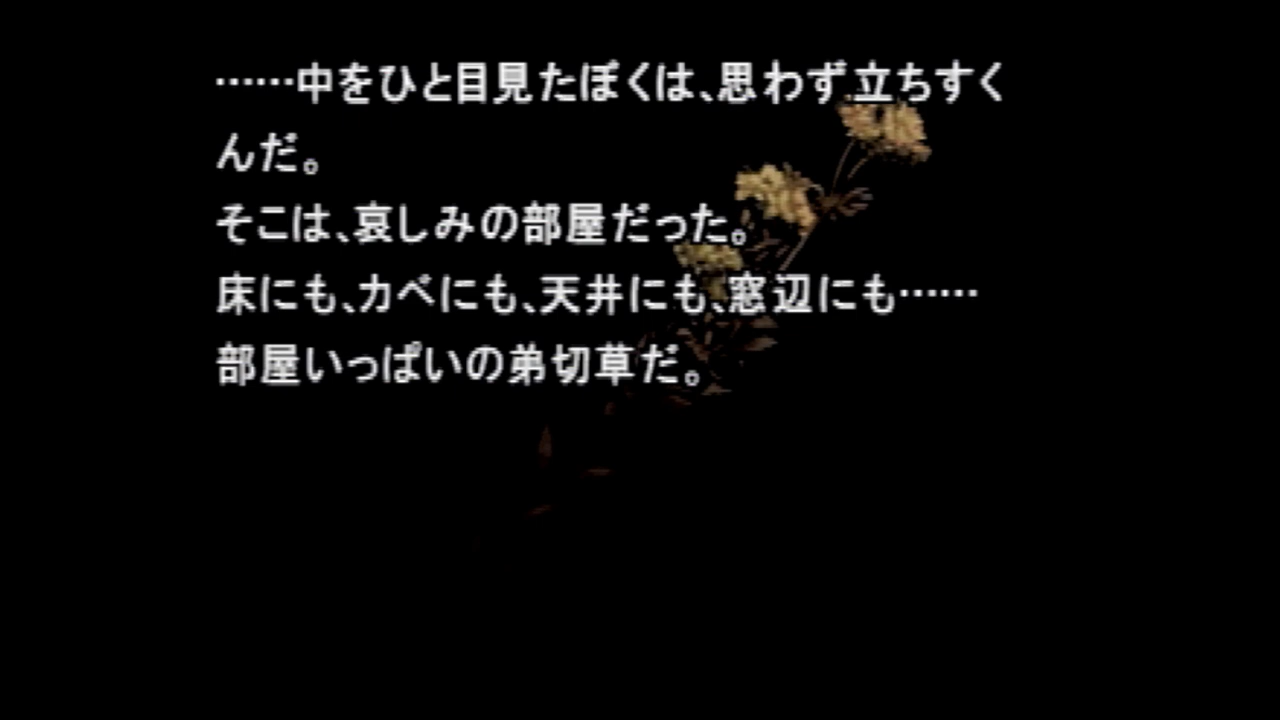 ……中をひと目見たぼくは、思わず立ちすく
んだ。
そこは、哀しみの部屋だった。
床にも、カベにも、天井にも、窓辺にも……
部屋いっぱいの弟切草だ。